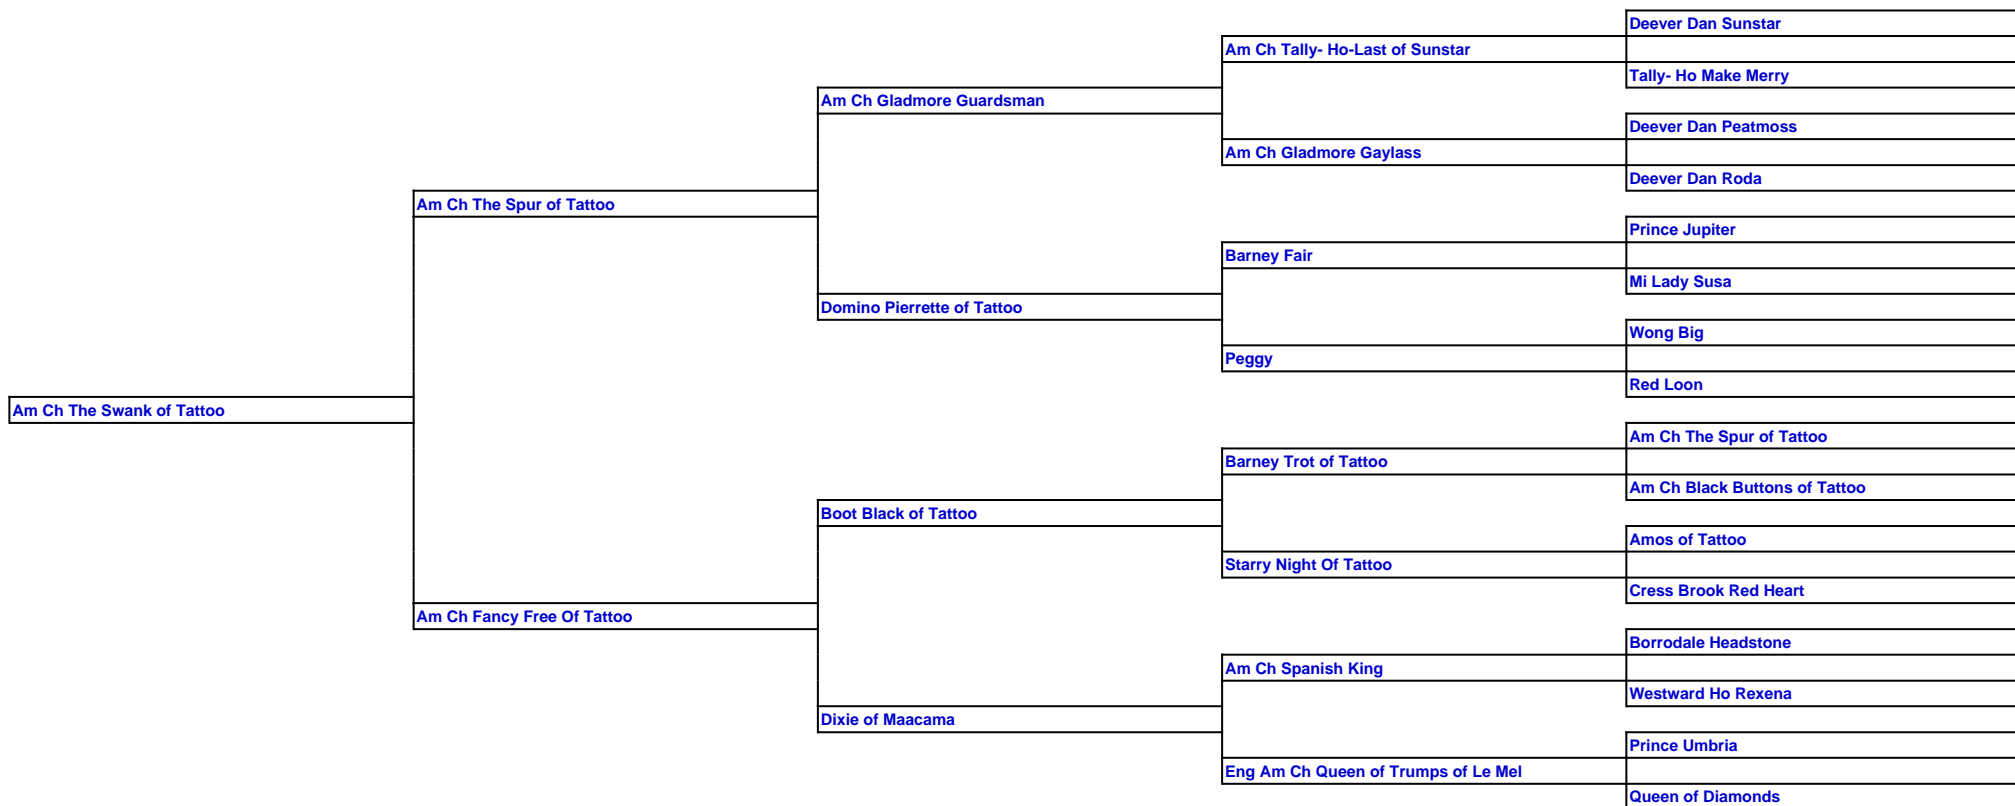 Deever Dan Sunstar
Am Ch Tally- Ho-Last of Sunstar
Tally- Ho Make Merry
Am Ch Gladmore Guardsman
Deever Dan Peatmoss
Am Ch Gladmore Gaylass
Deever Dan Roda
Am Ch The Spur of Tattoo
Prince Jupiter
Barney Fair
Mi Lady Susa
Domino Pierrette of Tattoo
Wong Big
Peggy
Red Loon
Am Ch The Swank of Tattoo
Am Ch The Spur of Tattoo
Barney Trot of Tattoo
Am Ch Black Buttons of Tattoo
Boot Black of Tattoo
Amos of Tattoo
Starry Night Of Tattoo
Cress Brook Red Heart
Am Ch Fancy Free Of Tattoo
Borrodale Headstone
Am Ch Spanish King
Westward Ho Rexena
Dixie of Maacama
Prince Umbria
Eng Am Ch Queen of Trumps of Le Mel
Queen of Diamonds